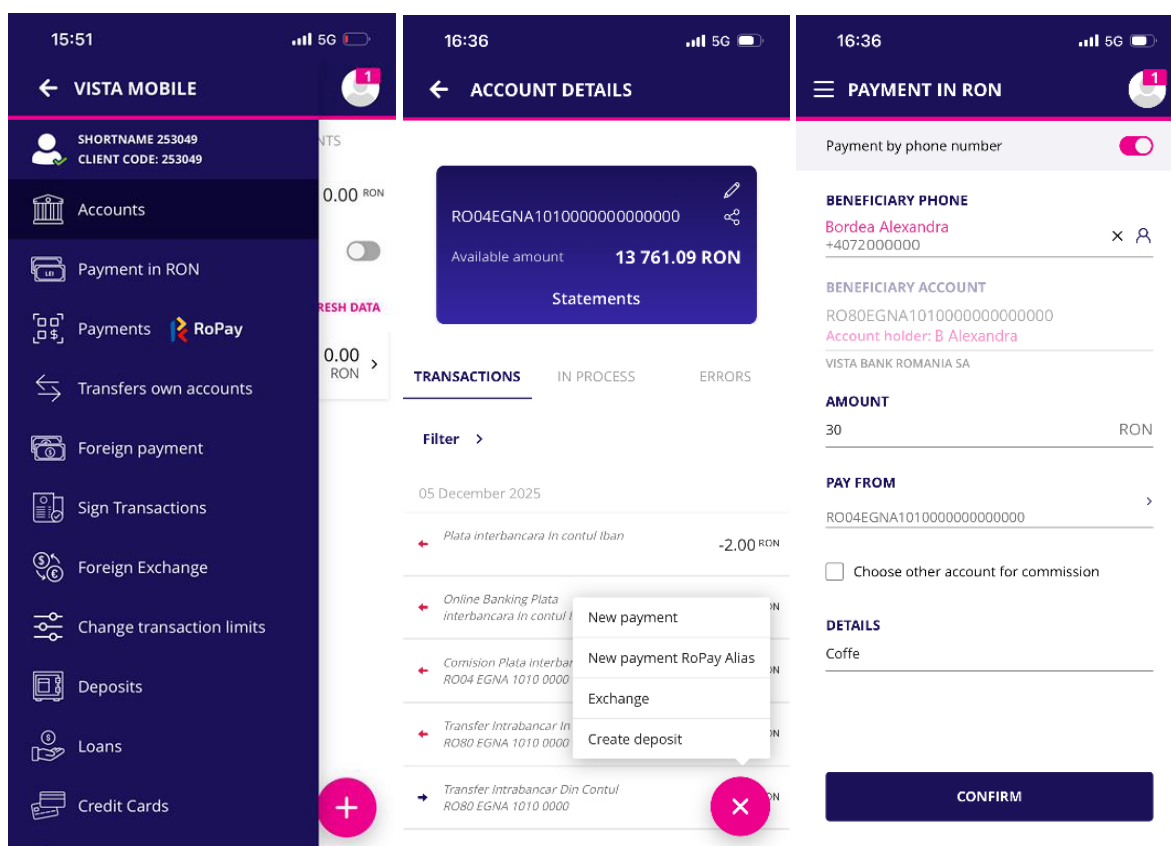 15:51
5G
VISTA MOBILE
1
SHORTNAME 253049
CLIENT CODE: 253049
NTS
Accounts
0.00 RON
Payment in RON
LEI
RESH DATA
Payments RoPay
0.00
RON
Transfers own accounts
Foreign payment
Sign Transactions
Foreign Exchange
Change transaction limits
Deposits
Loans
Credit Cards
16:36
5G
ACCOUNT DETAILS
RO04EGNA1010000000000000
Available amount 13 761.09 RON
Statements
TRANSACTIONS IN PROCESS ERRORS
Filter
05 December 2025
Plata interbancara In contul Iban
-2.00 RON
Online Banking Plata
interbancara In contul
Comision Plata interbar
RO04 EGNA 1010 0000
Transfer Intrabancar In
RO80 EGNA 1010 0000
Transfer Intrabancar Din Contul
RO80 EGNA 1010 0000
New payment
New payment RoPay Alias
Exchange
Create deposit
16:36
5G
PAYMENT IN RON
1
Payment by phone number
BENEFICIARY PHONE
Bordea Alexandra
+4072000000
BENEFICIARY ACCOUNT
RO80EGNA1010000000000000
Account holder: B Alexandra
VISTA BANK ROMANIA SA
AMOUNT
30 RON
PAY FROM
RO04EGNA1010000000000000
Choose other account for commission
DETAILS
Coffe
CONFIRM